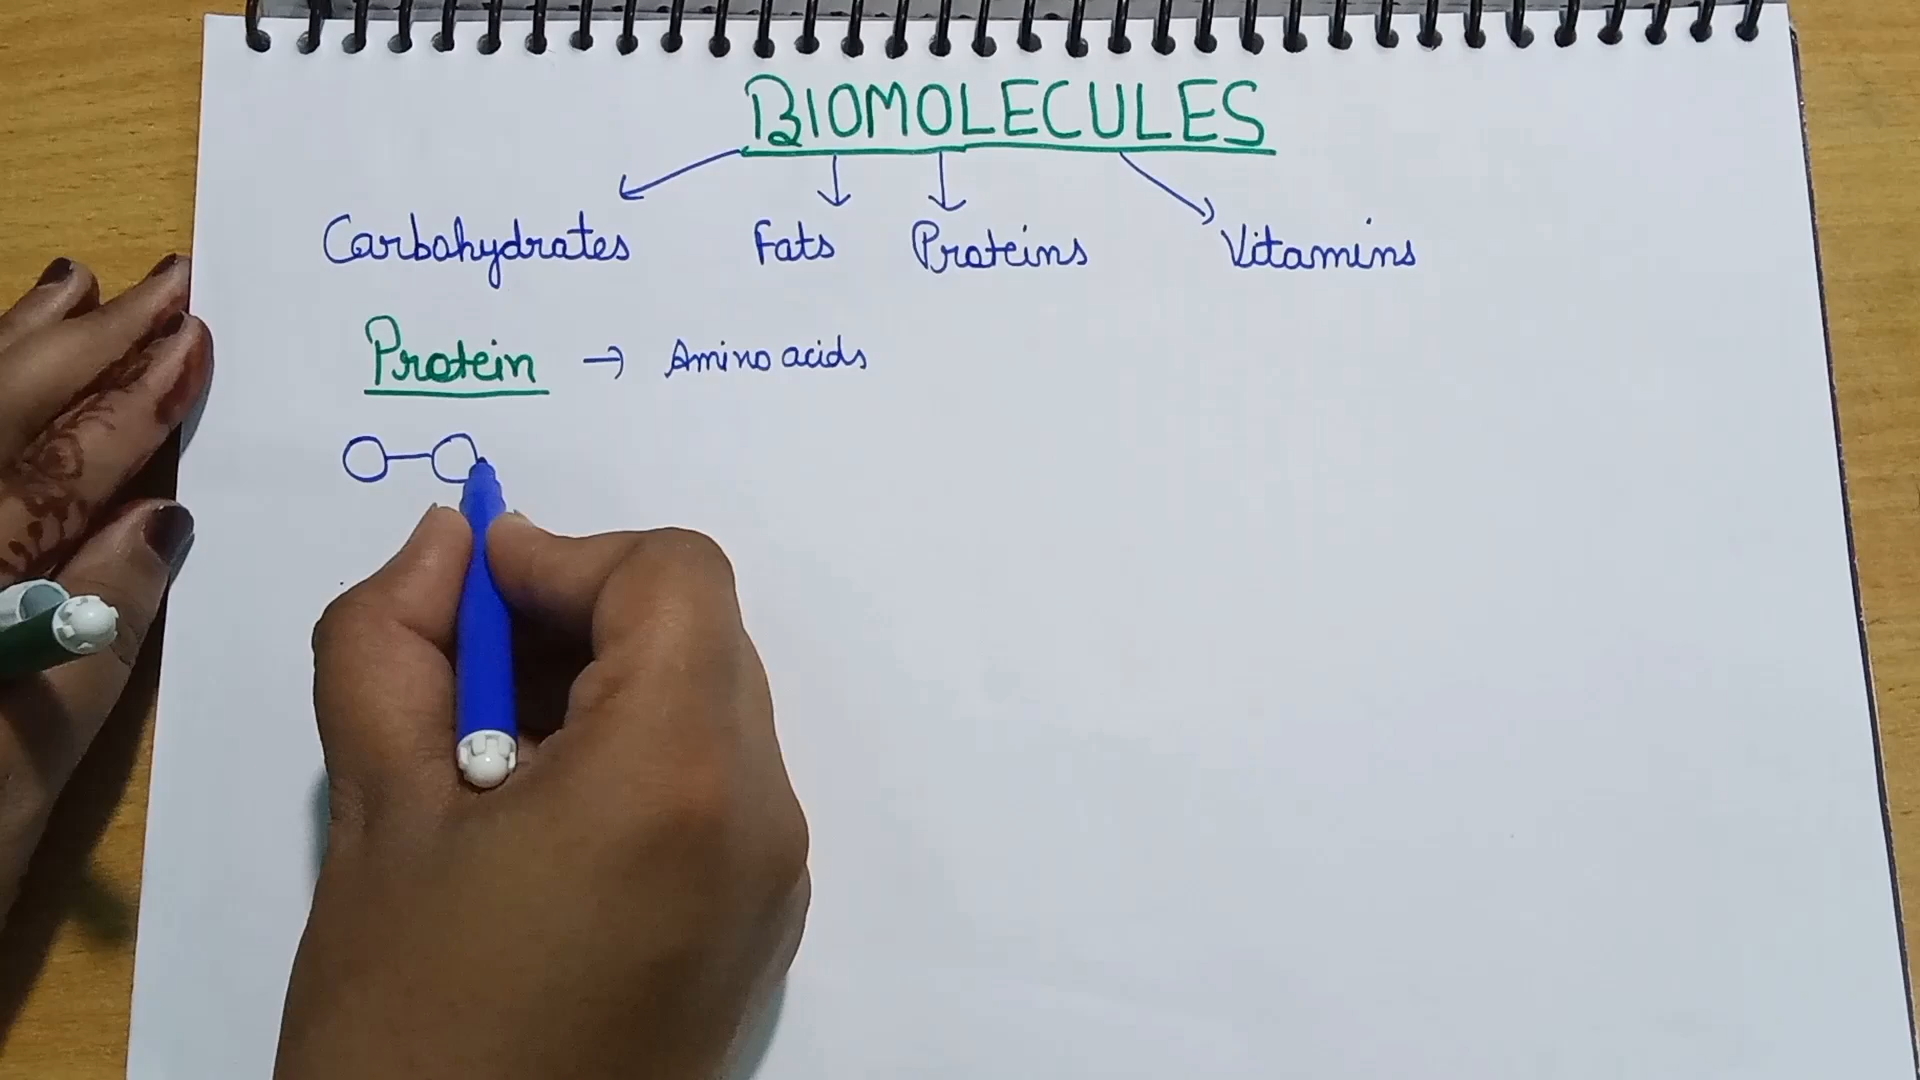 BIOMOLECULES
Carbohydrates Fats Proteins Vitamins
Protein → Amino acids